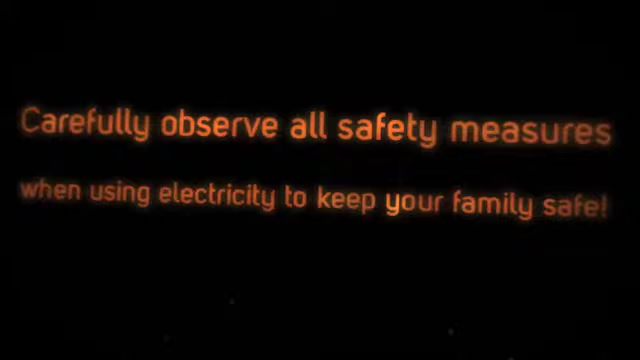 Carefully observe all safety measures
when using electricity to keep your family safe!